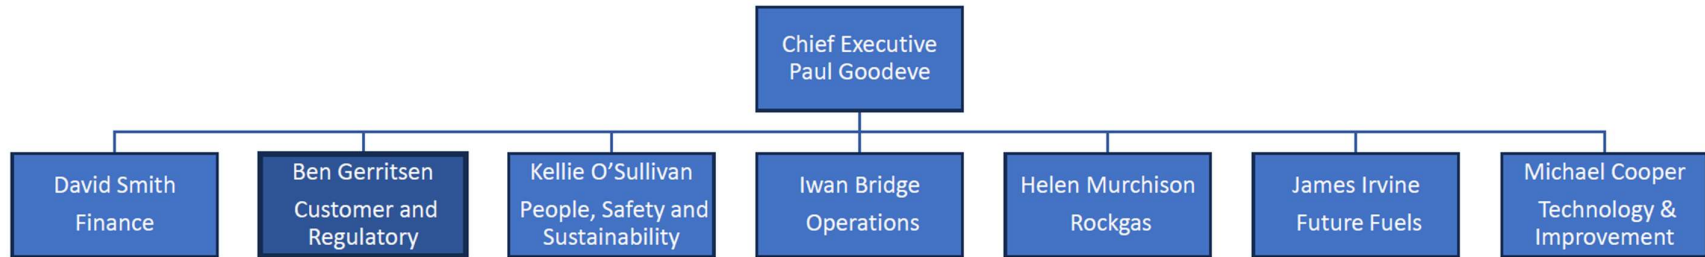 Chief Executive
Paul Goodeve
David Smith
Finance
Ben Gerritsen
Customer and
Regulatory
Kellie O’Sullivan
People, Safety and
Sustainability
Iwan Bridge
Operations
Helen Murchison
Rockgas
James Irvine
Future Fuels
Michael Cooper
Technology &
Improvement